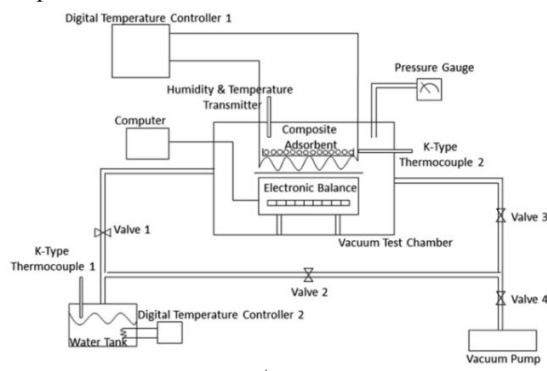 Digital Temperature Controller 1
Pressure Gauge
Humidity & Temperature
Transmitter
Computer
Composite
Adsorbent
K-Type
Thermocouple 2
Electronic Balance
Valve 1
Valve 3
K-Type
Thermocouple 1
Vacuum Test Chamber
Valve 2
Valve 4
Digital Temperature Controller 2
Water Tank
Vacuum Pump